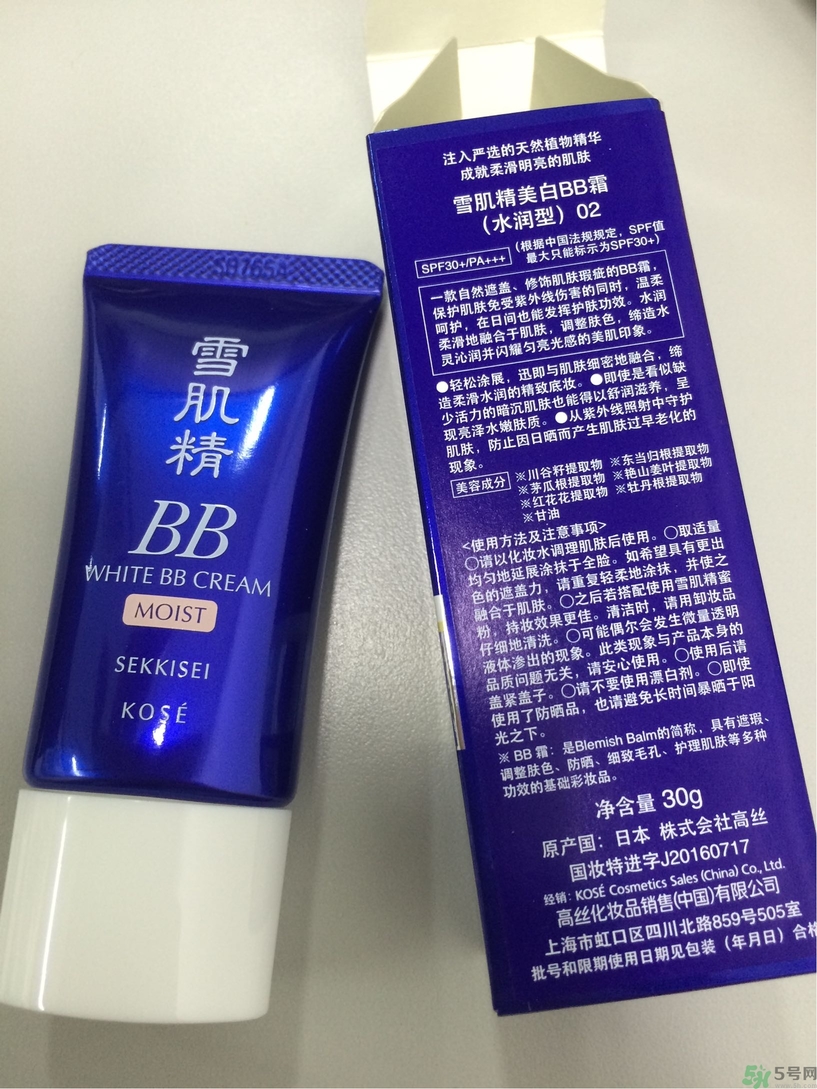 S0765A
雪
肌
精
BB
WHITE BB CREAM
MOIST
SEKKISEI
KOSÉ
注入严选的天然植物精华
成就柔滑明亮的肌肤
雪肌精美白BB霜
（水润型）02
SPF30+/PA+++ （根据中国法规规定，SPF值
最大只能标示为SPF30+）
一款自然遮盖、修饰肌肤瑕疵的BB霜，
保护肌肤免受紫外线伤害的同时，温柔
呵护，在日间也能发挥护肤功效。水润
柔滑地融合于肌肤，调整肤色，缔造水
灵沁润并闪耀匀亮光感的美肌印象。
●轻松涂展，迅即与肌肤细密地融合，缔
造柔滑水润的精致底妆。●即使是看似缺
少活力的暗沉肌肤也能得以舒润滋养，呈
现亮泽水嫩肤质。●从紫外线照射中守护
肌肤，防止因日晒而产生肌肤过早老化的
现象。
美容成分 ※川谷籽提取物 ※东当归根提取物
※茅瓜根提取物 ※艳山姜叶提取物
※红花花提取物 ※牡丹根提取物
※甘油
<使用方法及注意事项>
○请以化妆水调理肌肤后使用。○取适量
均匀地延展涂抹于全脸。如希望具有更出
色的遮盖力，请重复轻柔地涂抹，并使之
融合于肌肤。○之后若搭配使用雪肌精蜜
粉，持妆效果更佳。清洁时，请用卸妆品
仔细地清洗。○可能偶尔会发生微量透明
液体渗出的现象。此类现象与产品本身的
品质问题无关，请安心使用。○使用后请
盖紧盖子。○请不要使用漂白剂。○即使
使用了防晒品，也请避免长时间暴晒于阳
光之下。
※ BB 霜：是Blemish Balm的简称，具有遮瑕、
调整肤色、防晒、细致毛孔、护理肌肤等多种
功效的基础彩妆品。
净含量 30g
原产国：日本 株式会社高丝
国妆特进字J20160717
经销：KOSÉ Cosmetics Sales (China) Co., Ltd.
高丝化妆品销售(中国)有限公司
上海市虹口区四川北路859号505室
批号和限期使用日期见包装（年月日）合格
5号网